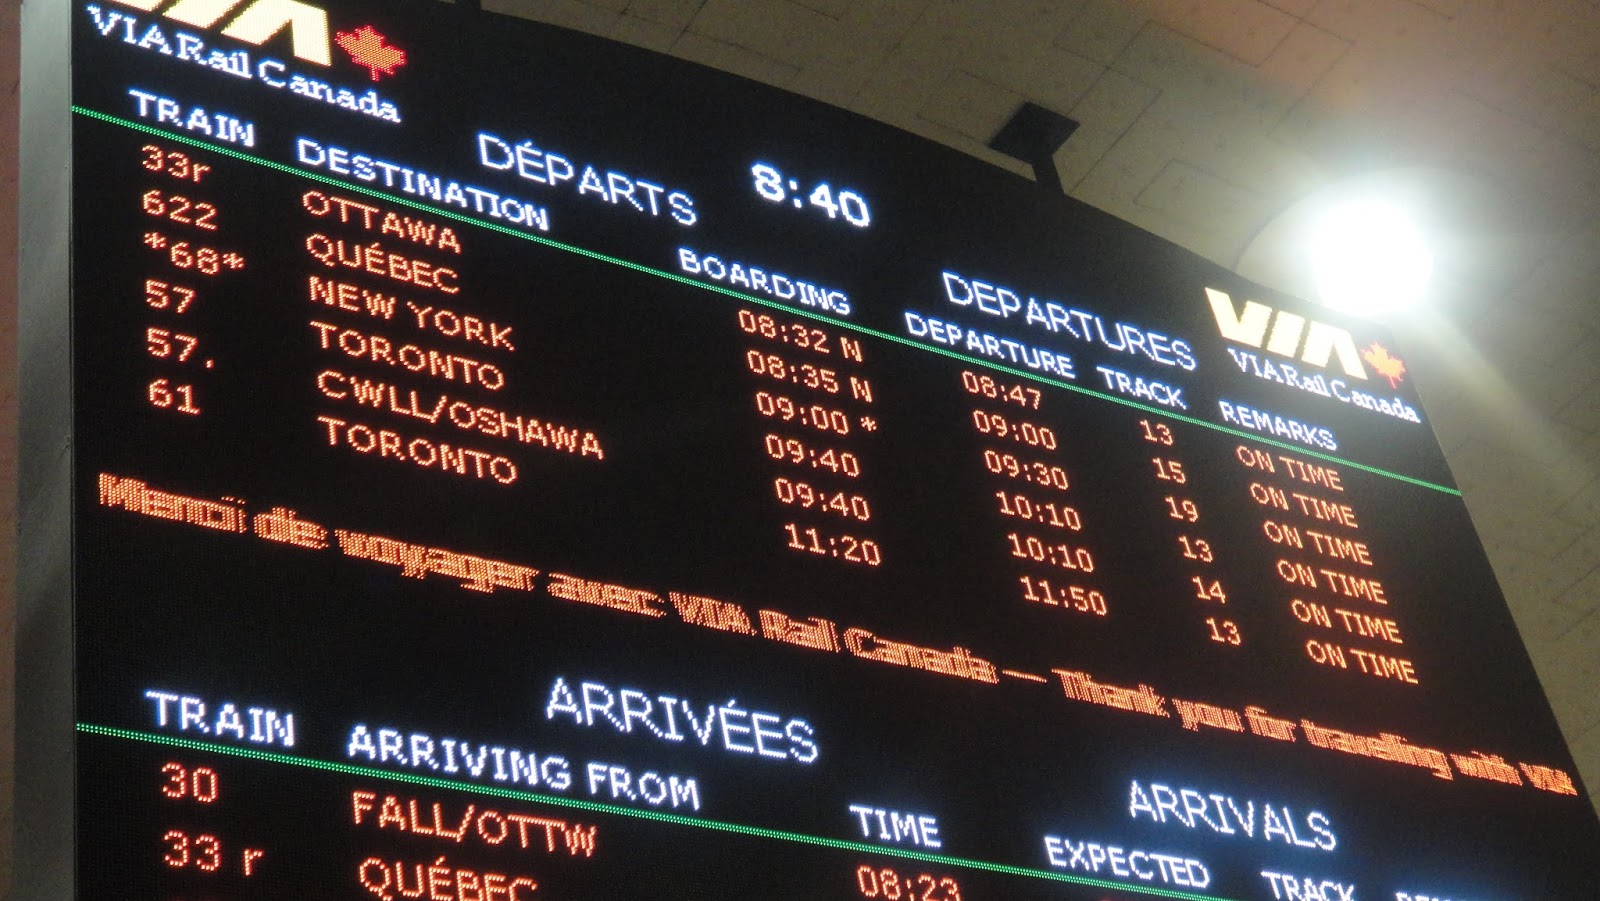 VIA VIA Rail Canada
DÉPARTS 8:40 DEPARTURES
VIA VIA Rail Canada
TRAIN DESTINATION BOARDING DEPARTURE TRACK REMARKS
33r OTTAWA 08:32 N 08:47 13 ON TIME
622 QUÉBEC 08:35 N 09:00 15 ON TIME
*68* NEW YORK 09:00 * 09:30 19 ON TIME
57 TORONTO 09:40 10:10 13 ON TIME
57. CWLL/OSHAWA 09:40 10:10 14 ON TIME
61 TORONTO 11:20 11:50 13 ON TIME
de voyager avec VIA Rail Canada — Thank you for travelling with VIA
ARRIVÉES ARRIVALS
TRAIN ARRIVING FROM TIME EXPECTED TRACK
30 FALL/OTTW 08:23
33 r QUÉBEC